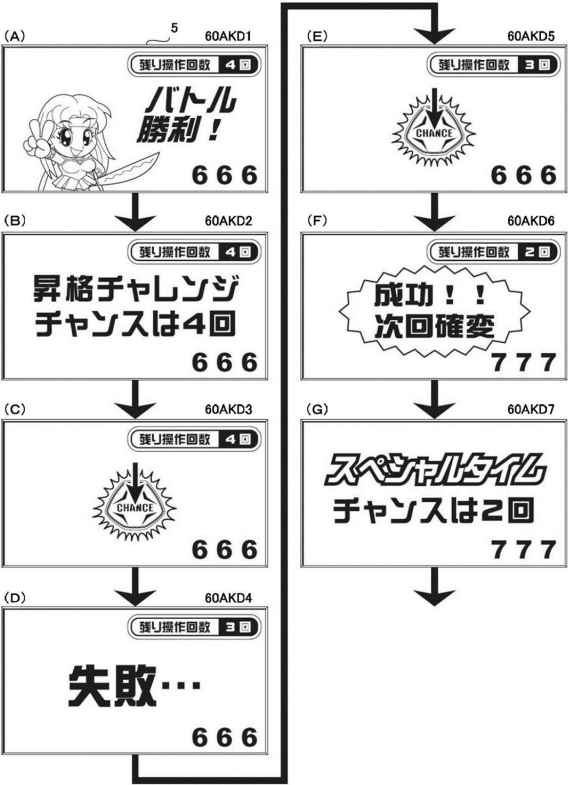 (A)
5
60AKD1
残り操作回数 4回
バトル
勝利！
666
(B)
60AKD2
残り操作回数 4回
昇格チャレンジ
チャンスは4回
666
(C)
60AKD3
残り操作回数 4回
CHANCE
666
(D)
60AKD4
残り操作回数 3回
失敗…
666
(E)
60AKD5
残り操作回数 3回
CHANCE
666
(F)
60AKD6
残り操作回数 2回
成功！！
次回確変
777
(G)
60AKD7
スペシャルタイム
チャンスは2回
777